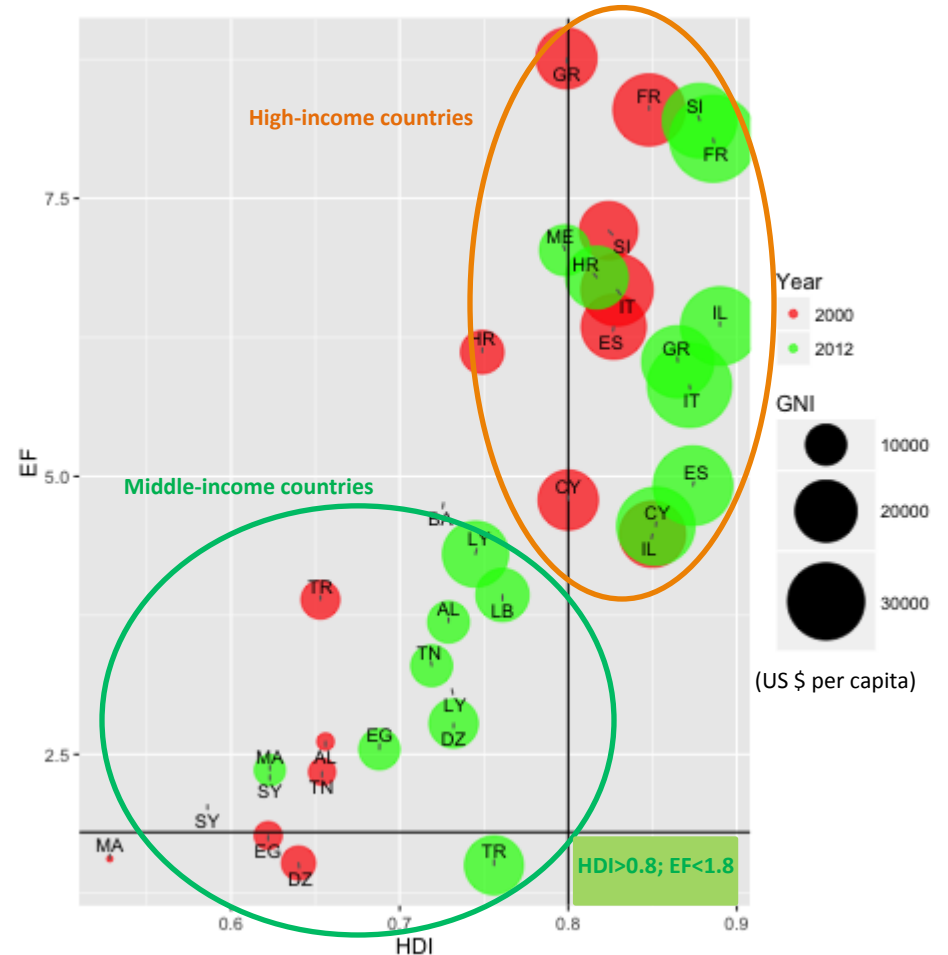 GR
FR
SI
FR
High-income countries
7.5
ME
SI
HR
IT
IL
ES
HR
GR
IT
Year
2000
2012
GNI
10000
20000
30000
(US $ per capita)
EF
5.0
Middle-income countries
CY
ES
CY
IL
BA
LY
TR
AL
LB
TN
LY
DZ
EG
2.5
MA
SY
AL
TN
SY
MA
EG
DZ
TR
HDI>0.8; EF<1.8
0.6
0.7
0.8
0.9
HDI